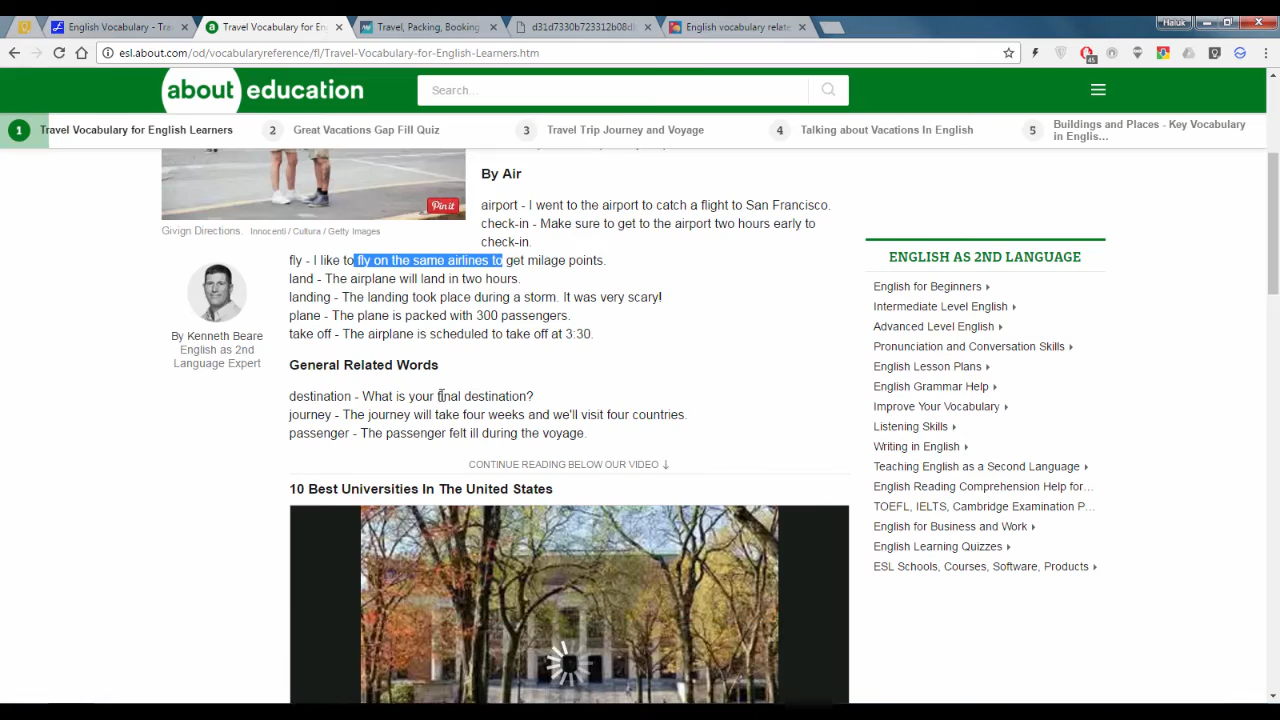 English Vocabulary - Tra
Travel Vocabulary for En
Travel, Packing, Booking
d31d7330b723312b08d8
English vocabulary relate
Haluk
esl.about.com/od/vocabularyreference/fl/Travel-Vocabulary-for-English-Learners.htm
45
about education
Search...
1 Travel Vocabulary for English Learners
2 Great Vacations Gap Fill Quiz
3 Travel Trip Journey and Voyage
4 Talking about Vacations In English
5 Buildings and Places - Key Vocabulary
in Englis...
Pin it
Givign Directions. Innocenti / Cultura / Getty Images
By Kenneth Beare
English as 2nd
Language Expert
By Air
airport - I went to the airport to catch a flight to San Francisco.
check-in - Make sure to get to the airport two hours early to
check-in.
fly - I like to fly on the same airlines to get milage points.
land - The airplane will land in two hours.
landing - The landing took place during a storm. It was very scary!
plane - The plane is packed with 300 passengers.
take off - The airplane is scheduled to take off at 3:30.
General Related Words
destination - What is your final destination?
journey - The journey will take four weeks and we'll visit four countries.
passenger - The passenger felt ill during the voyage.
CONTINUE READING BELOW OUR VIDEO ↓
10 Best Universities In The United States
ENGLISH AS 2ND LANGUAGE
English for Beginners
Intermediate Level English
Advanced Level English
Pronunciation and Conversation Skills
English Lesson Plans
English Grammar Help
Improve Your Vocabulary
Listening Skills
Writing in English
Teaching English as a Second Language
English Reading Comprehension Help for...
TOEFL, IELTS, Cambridge Examination P...
English for Business and Work
English Learning Quizzes
ESL Schools, Courses, Software, Products